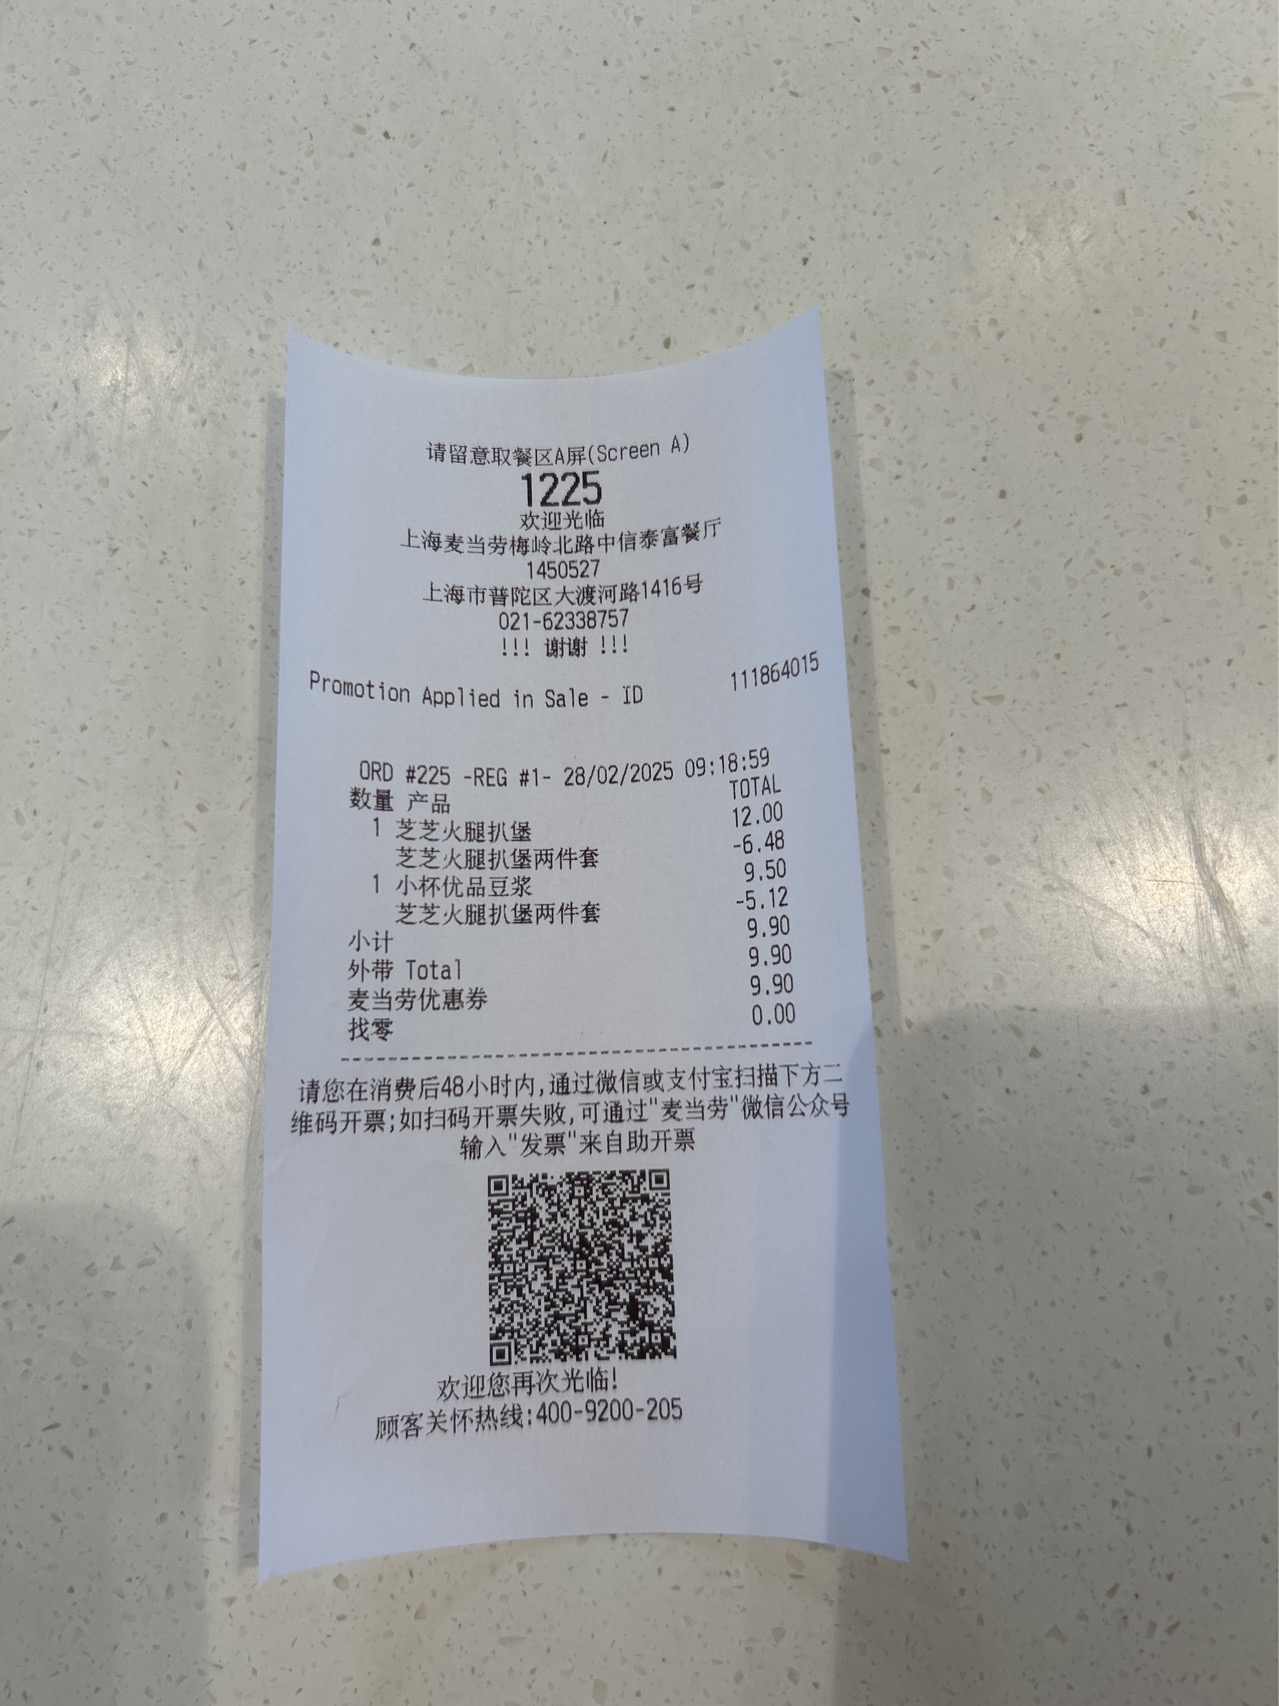 请留意取餐区A屏(Screen A)
1225
欢迎光临
上海麦当劳梅岭北路中信泰富餐厅
1450527
上海市普陀区大渡河路1416号
021-62338757
!!! 谢谢 !!!
Promotion Applied in Sale - ID 111864015
ORD #225 -REG #1- 28/02/2025 09:18:59
数量 产品 TOTAL
1 芝芝火腿扒堡 12.00
芝芝火腿扒堡两件套 -6.48
1 小杯优品豆浆 9.50
芝芝火腿扒堡两件套 -5.12
小计 9.90
外带 Total 9.90
麦当劳优惠券 9.90
找零 0.00
请您在消费后48小时内,通过微信或支付宝扫描下方二
维码开票;如扫码开票失败,可通过"麦当劳"微信公众号
输入"发票"来自助开票
欢迎您再次光临!
顾客关怀热线:400-9200-205